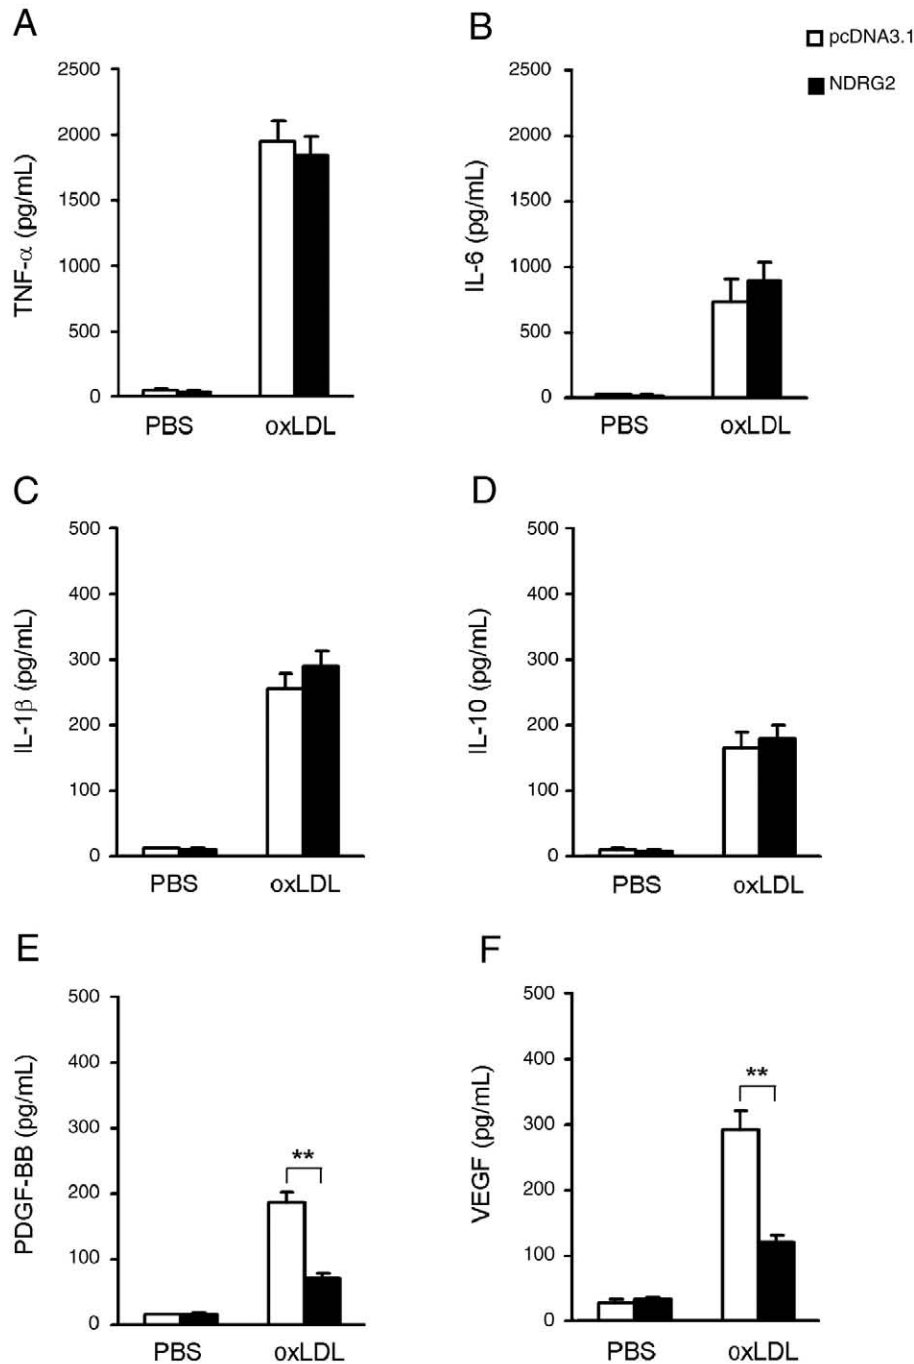 A
B
pcDNA3.1
NDRG2
TNF-α (pg/mL)
2500
2000
1500
1000
500
0
PBS oxLDL
IL-6 (pg/mL)
2500
2000
1500
1000
500
0
PBS oxLDL
C
D
IL-1β (pg/mL)
500
400
300
200
100
0
PBS oxLDL
IL-10 (pg/mL)
500
400
300
200
100
0
PBS oxLDL
E
F
PDGF-BB (pg/mL)
500
400
300
200
100
0
**
PBS oxLDL
VEGF (pg/mL)
500
400
300
200
100
0
**
PBS oxLDL